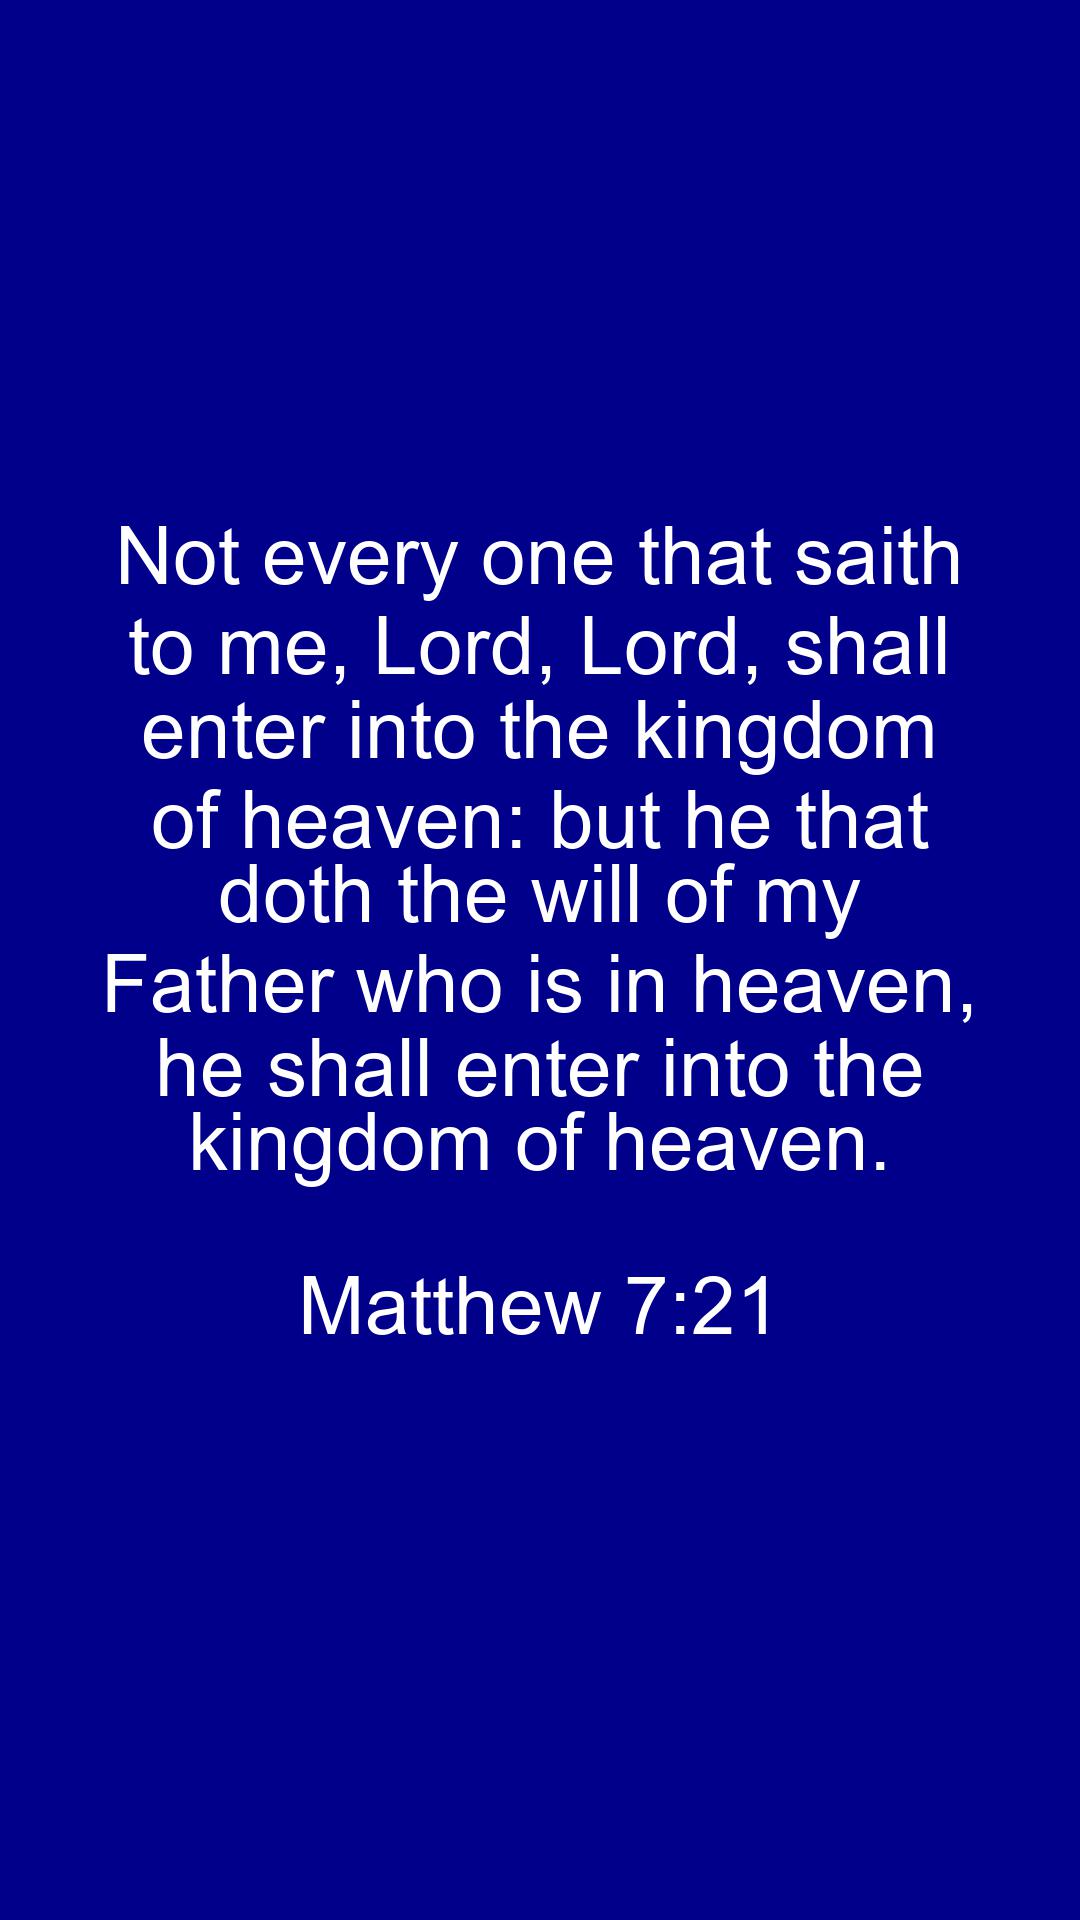 Not every one that saith
to me, Lord, Lord, shall
enter into the kingdom
of heaven: but he that
doth the will of my
Father who is in heaven,
he shall enter into the
kingdom of heaven.
Matthew 7:21